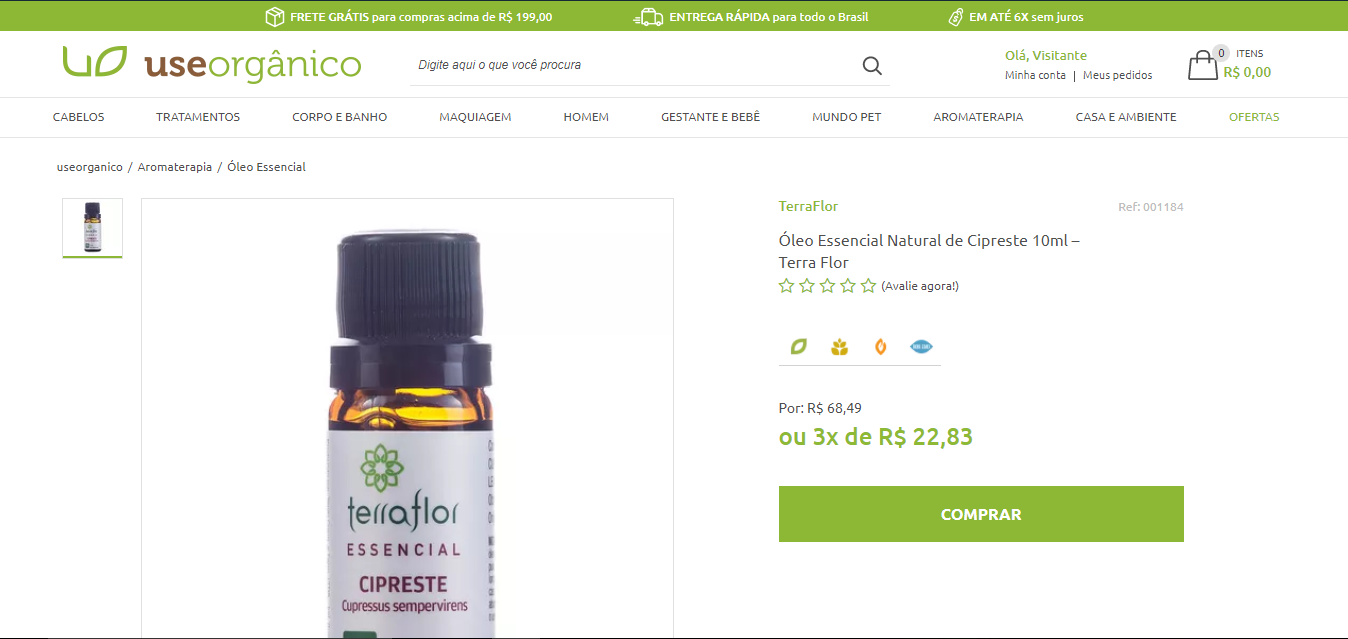 FRETE GRÁTIS para compras acima de R$ 199,00
ENTREGA RÁPIDA para todo o Brasil
EM ATÉ 6X sem juros
useorgânico
Digite aqui o que você procura
Olá, Visitante
Minha conta | Meus pedidos
0 ITENS
R$ 0,00
CABELOS TRATAMENTOS CORPO E BANHO MAQUIAGEM HOMEM GESTANTE E BEBÊ MUNDO PET AROMATERAPIA CASA E AMBIENTE OFERTAS
useorganico / Aromaterapia / Óleo Essencial
terraflor
ESSENCIAL
CIPRESTE
Cupressus sempervirens
TerraFlor
Ref: 001184
Óleo Essencial Natural de Cipreste 10ml –
Terra Flor
(Avalie agora!)
Por: R$ 68,49
ou 3x de R$ 22,83
COMPRAR